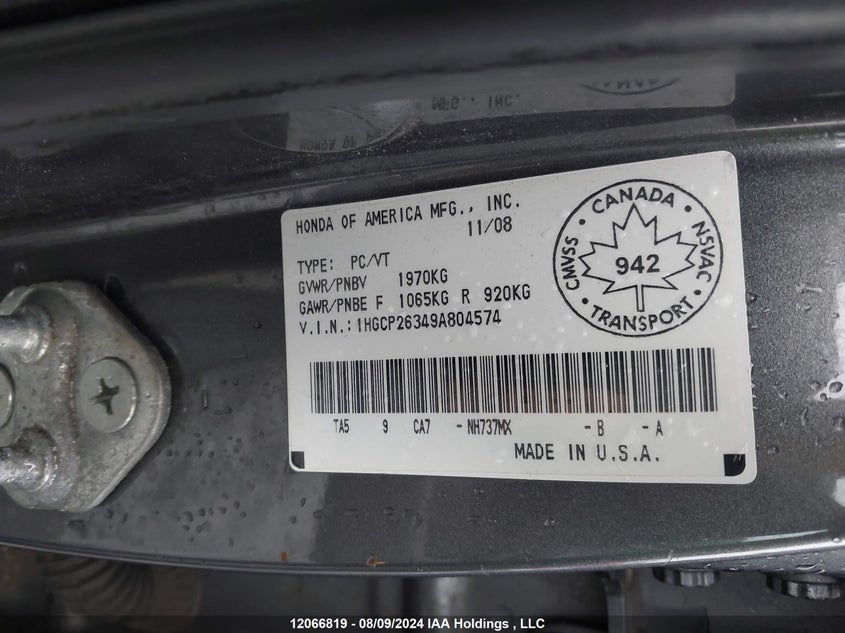 HONDA OF AMERICA MFG., INC.
11/08
TYPE: PC/VT
GVWR/PNBV 1970KG
GAWR/PNBE F 1065KG R 920KG
V.I.N.:1HGCP26349A804574
CANADA
CMVSS
NSVAC
942
TRANSPORT
TA5 9 CA7 -NH737MX -B -A
MADE IN U.S.A.
12066819 - 08/09/2024 IAA Holdings , LLC